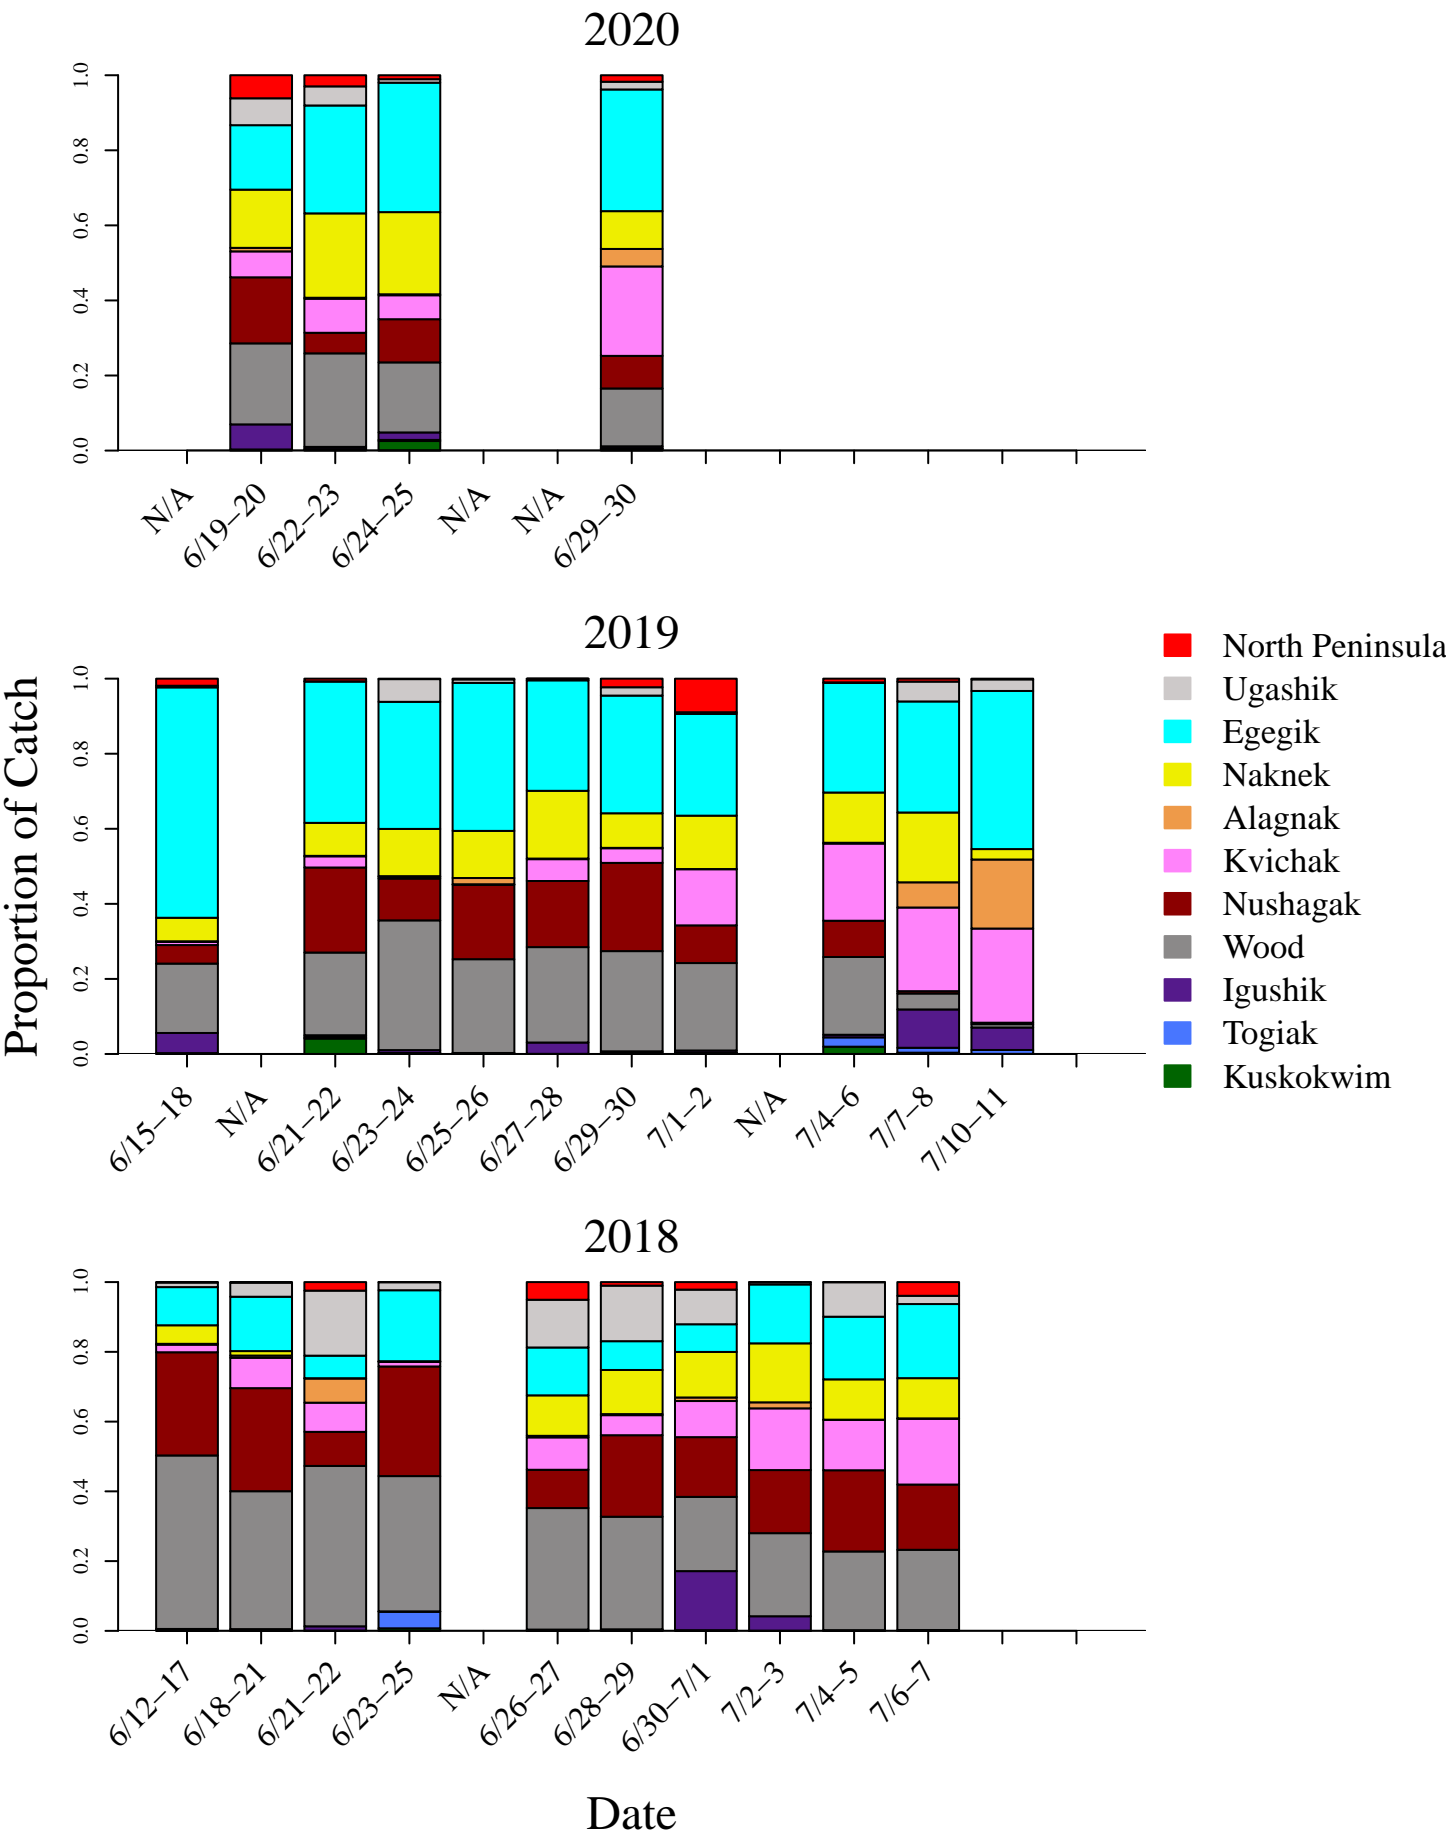 2020
1.0
0.8
0.6
0.4
0.2
0.0
N/A
6/19–20
6/22–23
6/24–25
N/A
N/A
6/29–30
Proportion of Catch
2019
1.0
0.8
0.6
0.4
0.2
0.0
6/15–18
N/A
6/21–22
6/23–24
6/25–26
6/27–28
6/29–30
7/1–2
N/A
7/4–6
7/7–8
7/10–11
North Peninsula
Ugashik
Egegik
Naknek
Alagnak
Kvichak
Nushagak
Wood
Igushik
Togiak
Kuskokwim
2018
1.0
0.8
0.6
0.4
0.2
0.0
6/12–17
6/18–21
6/21–22
6/23–25
N/A
6/26–27
6/28–29
6/30–7/1
7/2–3
7/4–5
7/6–7
Date